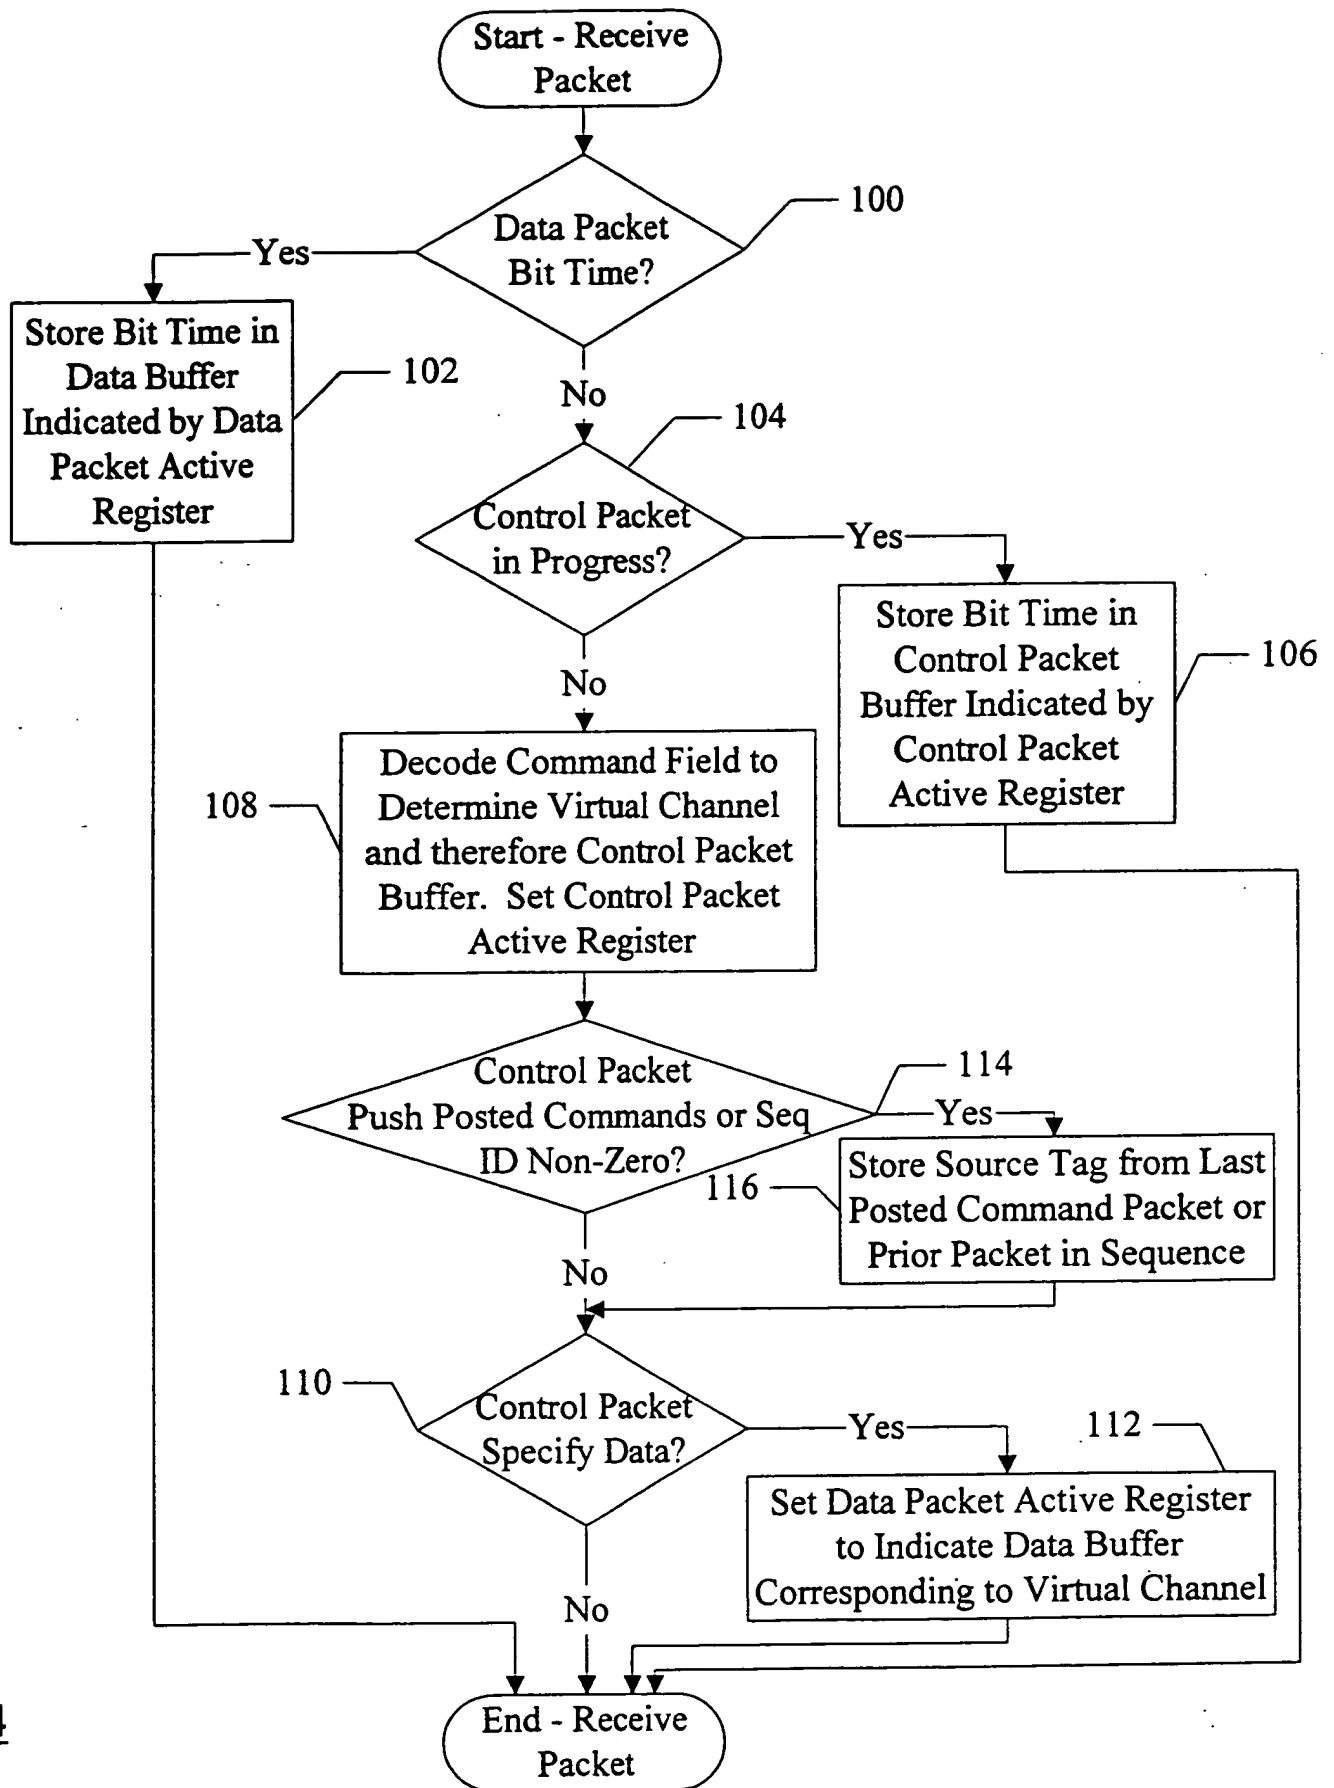 Start - Receive
Packet
100
Data Packet
Bit Time?
Yes
Store Bit Time in
Data Buffer
Indicated by Data
Packet Active
Register
102
No
104
Control Packet
in Progress?
Yes
Store Bit Time in
Control Packet
Buffer Indicated by
Control Packet
Active Register
106
No
108
Decode Command Field to
Determine Virtual Channel
and therefore Control Packet
Buffer. Set Control Packet
Active Register
114
Control Packet
Push Posted Commands or Seq
ID Non-Zero?
Yes
116
Store Source Tag from Last
Posted Command Packet or
Prior Packet in Sequence
No
110
Control Packet
Specify Data?
Yes
112
Set Data Packet Active Register
to Indicate Data Buffer
Corresponding to Virtual Channel
No
End - Receive
Packet